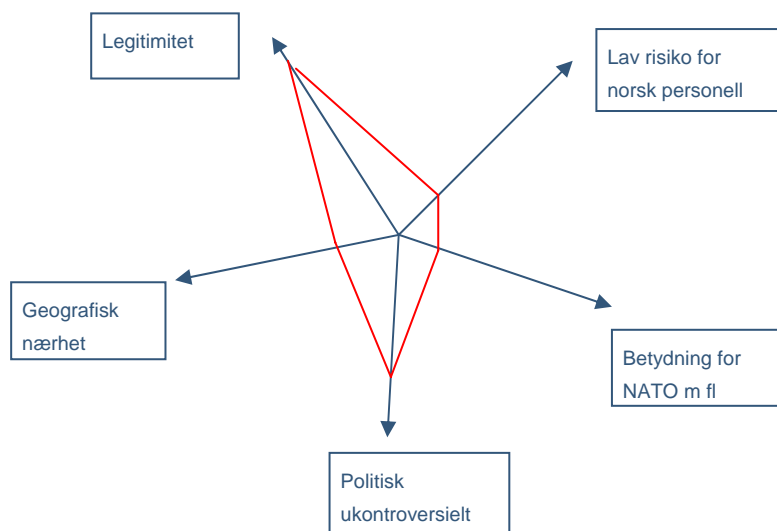 Legitimitet
Lav risiko for
norsk personell
Geografisk
nærhet
Betydning for
NATO m fl
Politisk
ukontroversielt